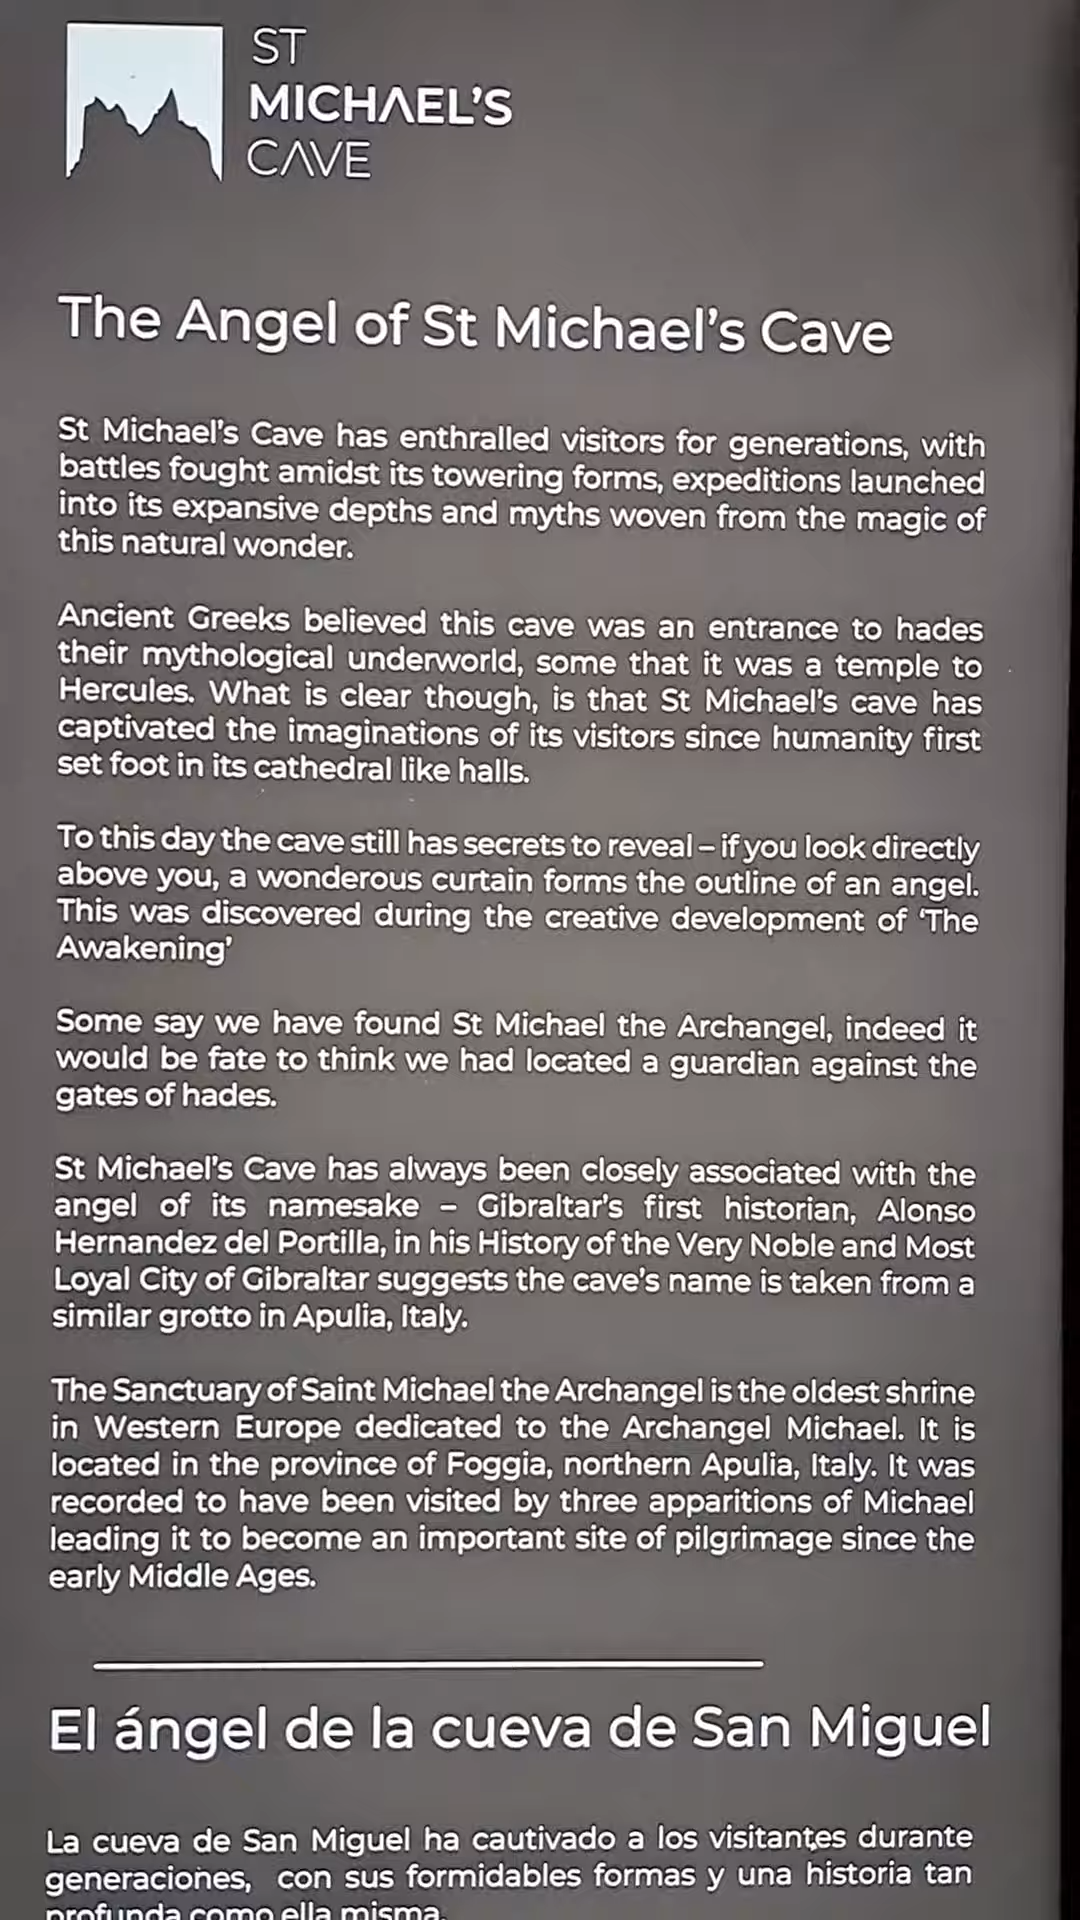 ST
MICHAEL'S
CAVE
The Angel of St Michael's Cave
St Michael's Cave has enthralled visitors for generations, with
battles fought amidst its towering forms, expeditions launched
into its expansive depths and myths woven from the magic of
this natural wonder.
Ancient Greeks believed this cave was an entrance to hades
their mythological underworld, some that it was a temple to
Hercules. What is clear though, is that St Michael's cave has
captivated the imaginations of its visitors since humanity first
set foot in its cathedral like halls.
To this day the cave still has secrets to reveal – if you look directly
above you, a wonderous curtain forms the outline of an angel.
This was discovered during the creative development of 'The
Awakening'
Some say we have found St Michael the Archangel, indeed it
would be fate to think we had located a guardian against the
gates of hades.
St Michael's Cave has always been closely associated with the
angel of its namesake – Gibraltar's first historian, Alonso
Hernandez del Portilla, in his History of the Very Noble and Most
Loyal City of Gibraltar suggests the cave's name is taken from a
similar grotto in Apulia, Italy.
The Sanctuary of Saint Michael the Archangel is the oldest shrine
in Western Europe dedicated to the Archangel Michael. It is
located in the province of Foggia, northern Apulia, Italy. It was
recorded to have been visited by three apparitions of Michael
leading it to become an important site of pilgrimage since the
early Middle Ages.
El ángel de la cueva de San Miguel
La cueva de San Miguel ha cautivado a los visitantes durante
generaciones, con sus formidables formas y una historia tan
profunda como ella misma.